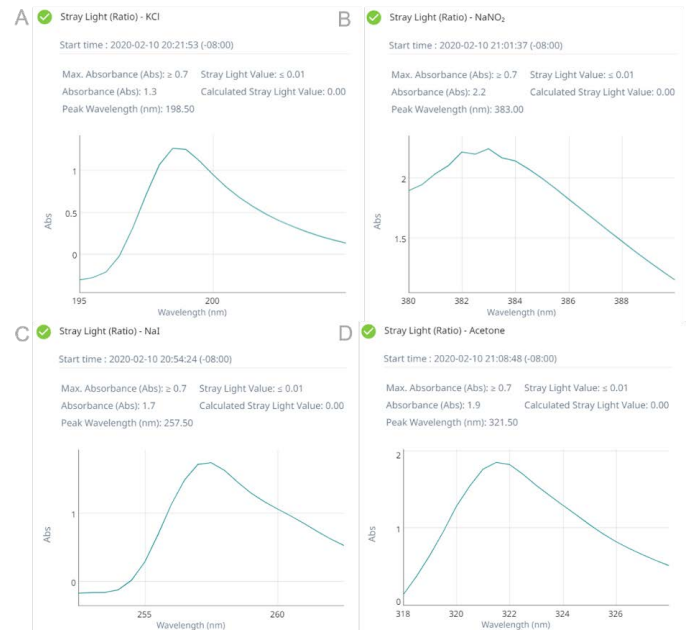 A
Stray Light (Ratio) - KCl
Start time : 2020-02-10 20:21:53 (-08:00)
Max. Absorbance (Abs): ≥ 0.7 Stray Light Value: ≤ 0.01
Absorbance (Abs): 1.3 Calculated Stray Light Value: 0.00
Peak Wavelength (nm): 198.50
1
0.5
0
Abs
195 200
Wavelength (nm)
B
Stray Light (Ratio) - NaNO₂
Start time : 2020-02-10 21:01:37 (-08:00)
Max. Absorbance (Abs): ≥ 0.7 Stray Light Value: ≤ 0.01
Absorbance (Abs): 2.2 Calculated Stray Light Value: 0.00
Peak Wavelength (nm): 383.00
2
1.5
Abs
380 382 384 386 388
Wavelength (nm)
C
Stray Light (Ratio) - NaI
Start time : 2020-02-10 20:54:24 (-08:00)
Max. Absorbance (Abs): ≥ 0.7 Stray Light Value: ≤ 0.01
Absorbance (Abs): 1.7 Calculated Stray Light Value: 0.00
Peak Wavelength (nm): 257.50
1
0
Abs
255 260
Wavelength (nm)
D
Stray Light (Ratio) - Acetone
Start time : 2020-02-10 21:08:48 (-08:00)
Max. Absorbance (Abs): ≥ 0.7 Stray Light Value: ≤ 0.01
Absorbance (Abs): 1.9 Calculated Stray Light Value: 0.00
Peak Wavelength (nm): 321.50
2
1
0
Abs
318 320 322 324 326
Wavelength (nm)